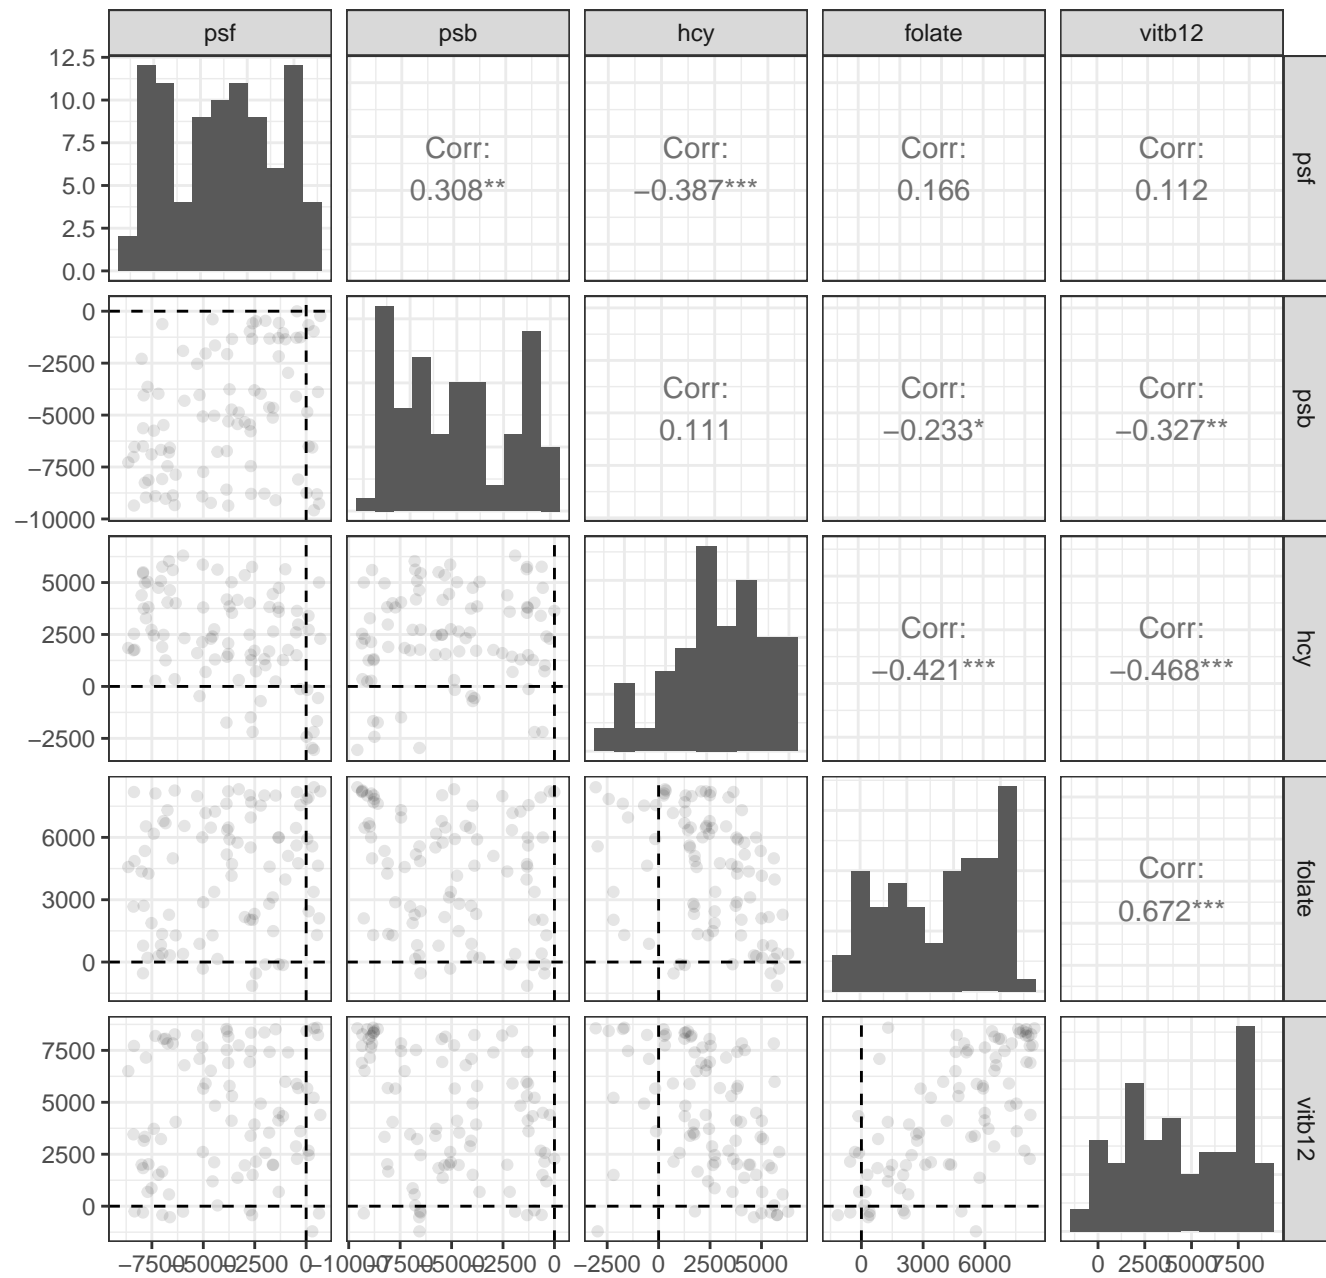 psf psb hcy folate vitb12
12.5
10.0
7.5
5.0
2.5
0.0
Corr:
0.308**
Corr:
−0.387***
Corr:
0.166
Corr:
0.112
psf
0
−2500
−5000
−7500
−10000
Corr:
0.111
Corr:
−0.233*
Corr:
−0.327**
psb
5000
2500
0
−2500
Corr:
−0.421***
Corr:
−0.468***
hcy
6000
3000
0
Corr:
0.672***
folate
7500
5000
2500
0
vitb12
−7500 −5000 −2500 0 −10000 −7500 −5000 −2500 0 −2500 0 2500 5000 0 3000 6000 0 2500 5000 7500